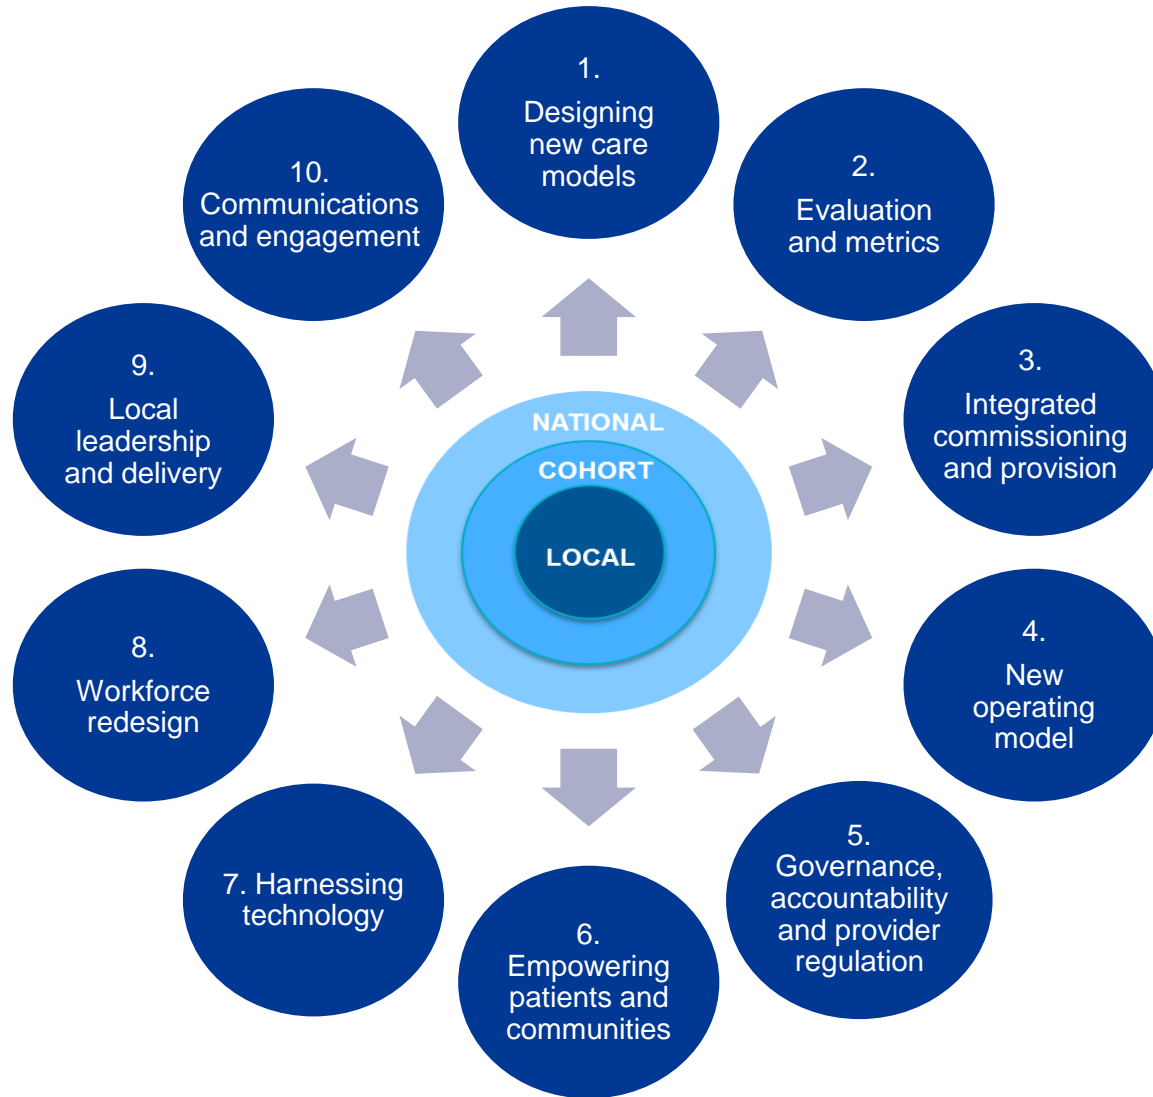 1.
Designing
new care
models
2.
Evaluation
and metrics
3.
Integrated
commissioning
and provision
4.
New
operating
model
5.
Governance,
accountability
and provider
regulation
6.
Empowering
patients and
communities
7. Harnessing
technology
8.
Workforce
redesign
9.
Local
leadership
and delivery
10.
Communications
and engagement
NATIONAL
COHORT
LOCAL